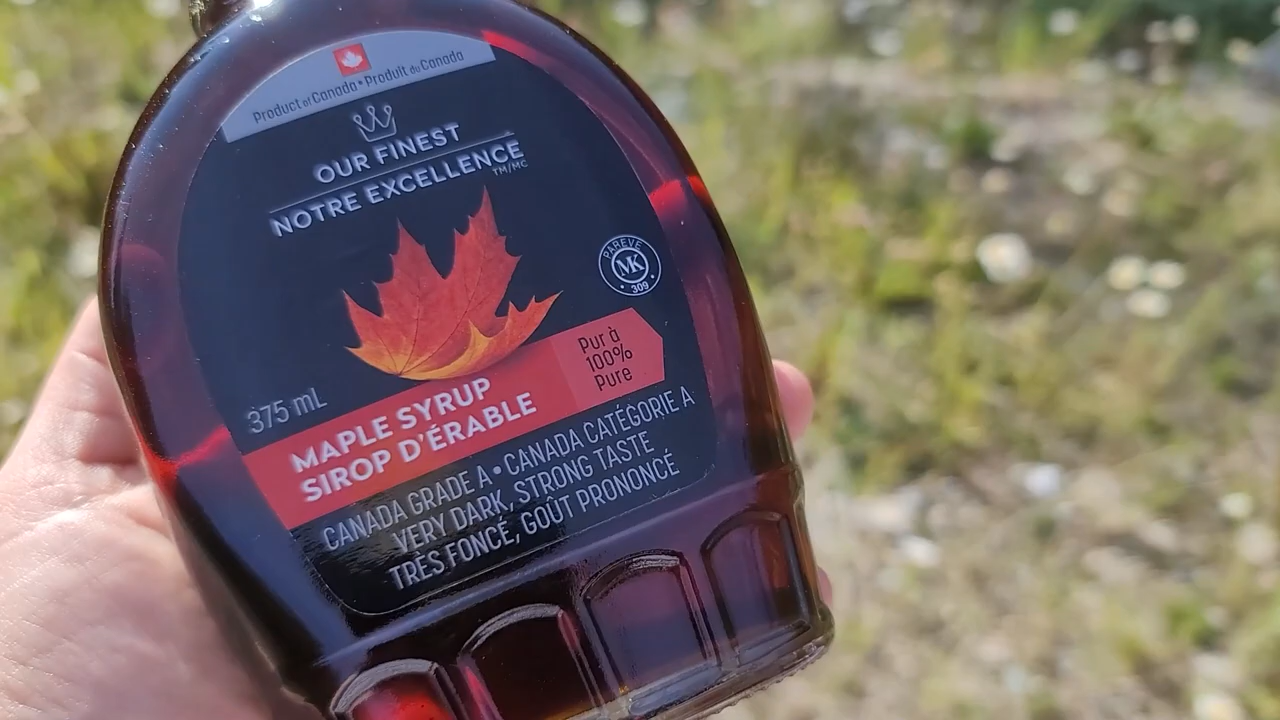 Product of Canada • Produit du Canada
OUR FINEST
NOTRE EXCELLENCE
TM/MC
PAREVE
MK
• 309 •
Pur à
100%
Pure
375 mL
MAPLE SYRUP
SIROP D'ÉRABLE
CANADA GRADE A • CANADA CATÉGORIE A
VERY DARK, STRONG TASTE
TRÈS FONCÉ, GOÛT PRONONCÉ